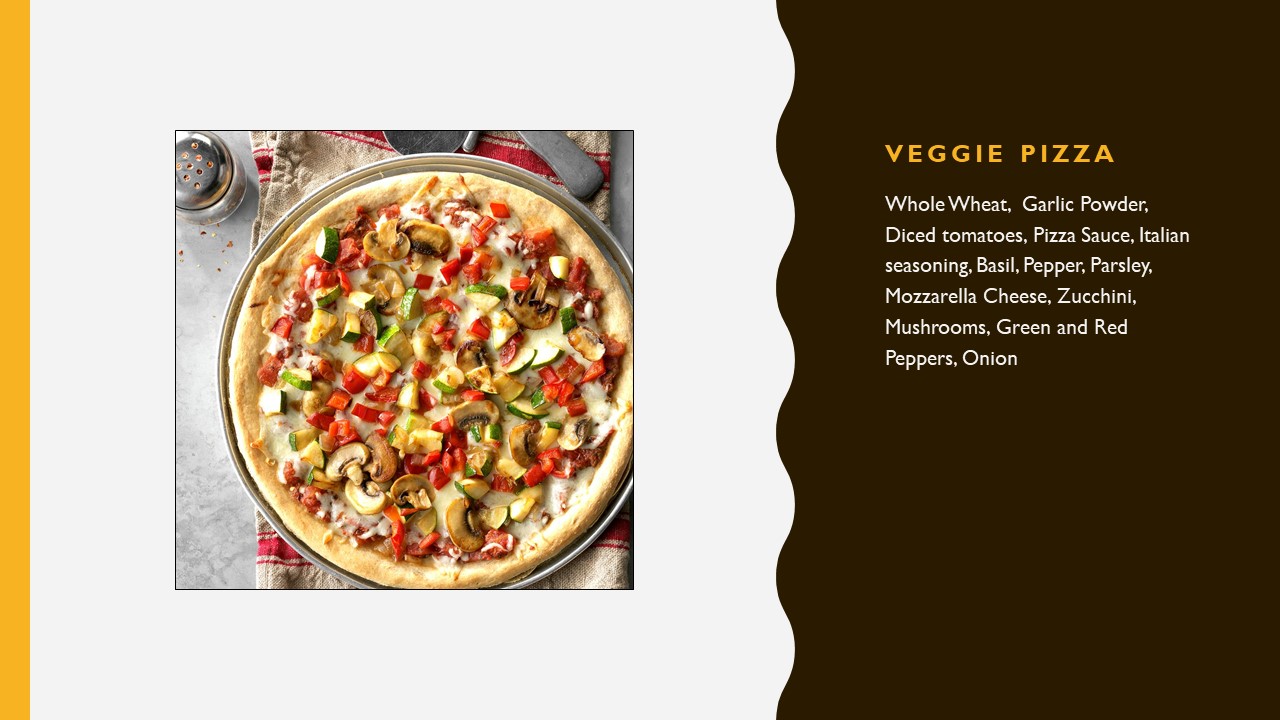 VEGGIE PIZZA
Whole Wheat,  Garlic Powder,
Diced tomatoes, Pizza Sauce, Italian
seasoning, Basil, Pepper, Parsley,
Mozzarella Cheese, Zucchini,
Mushrooms, Green and Red
Peppers, Onion